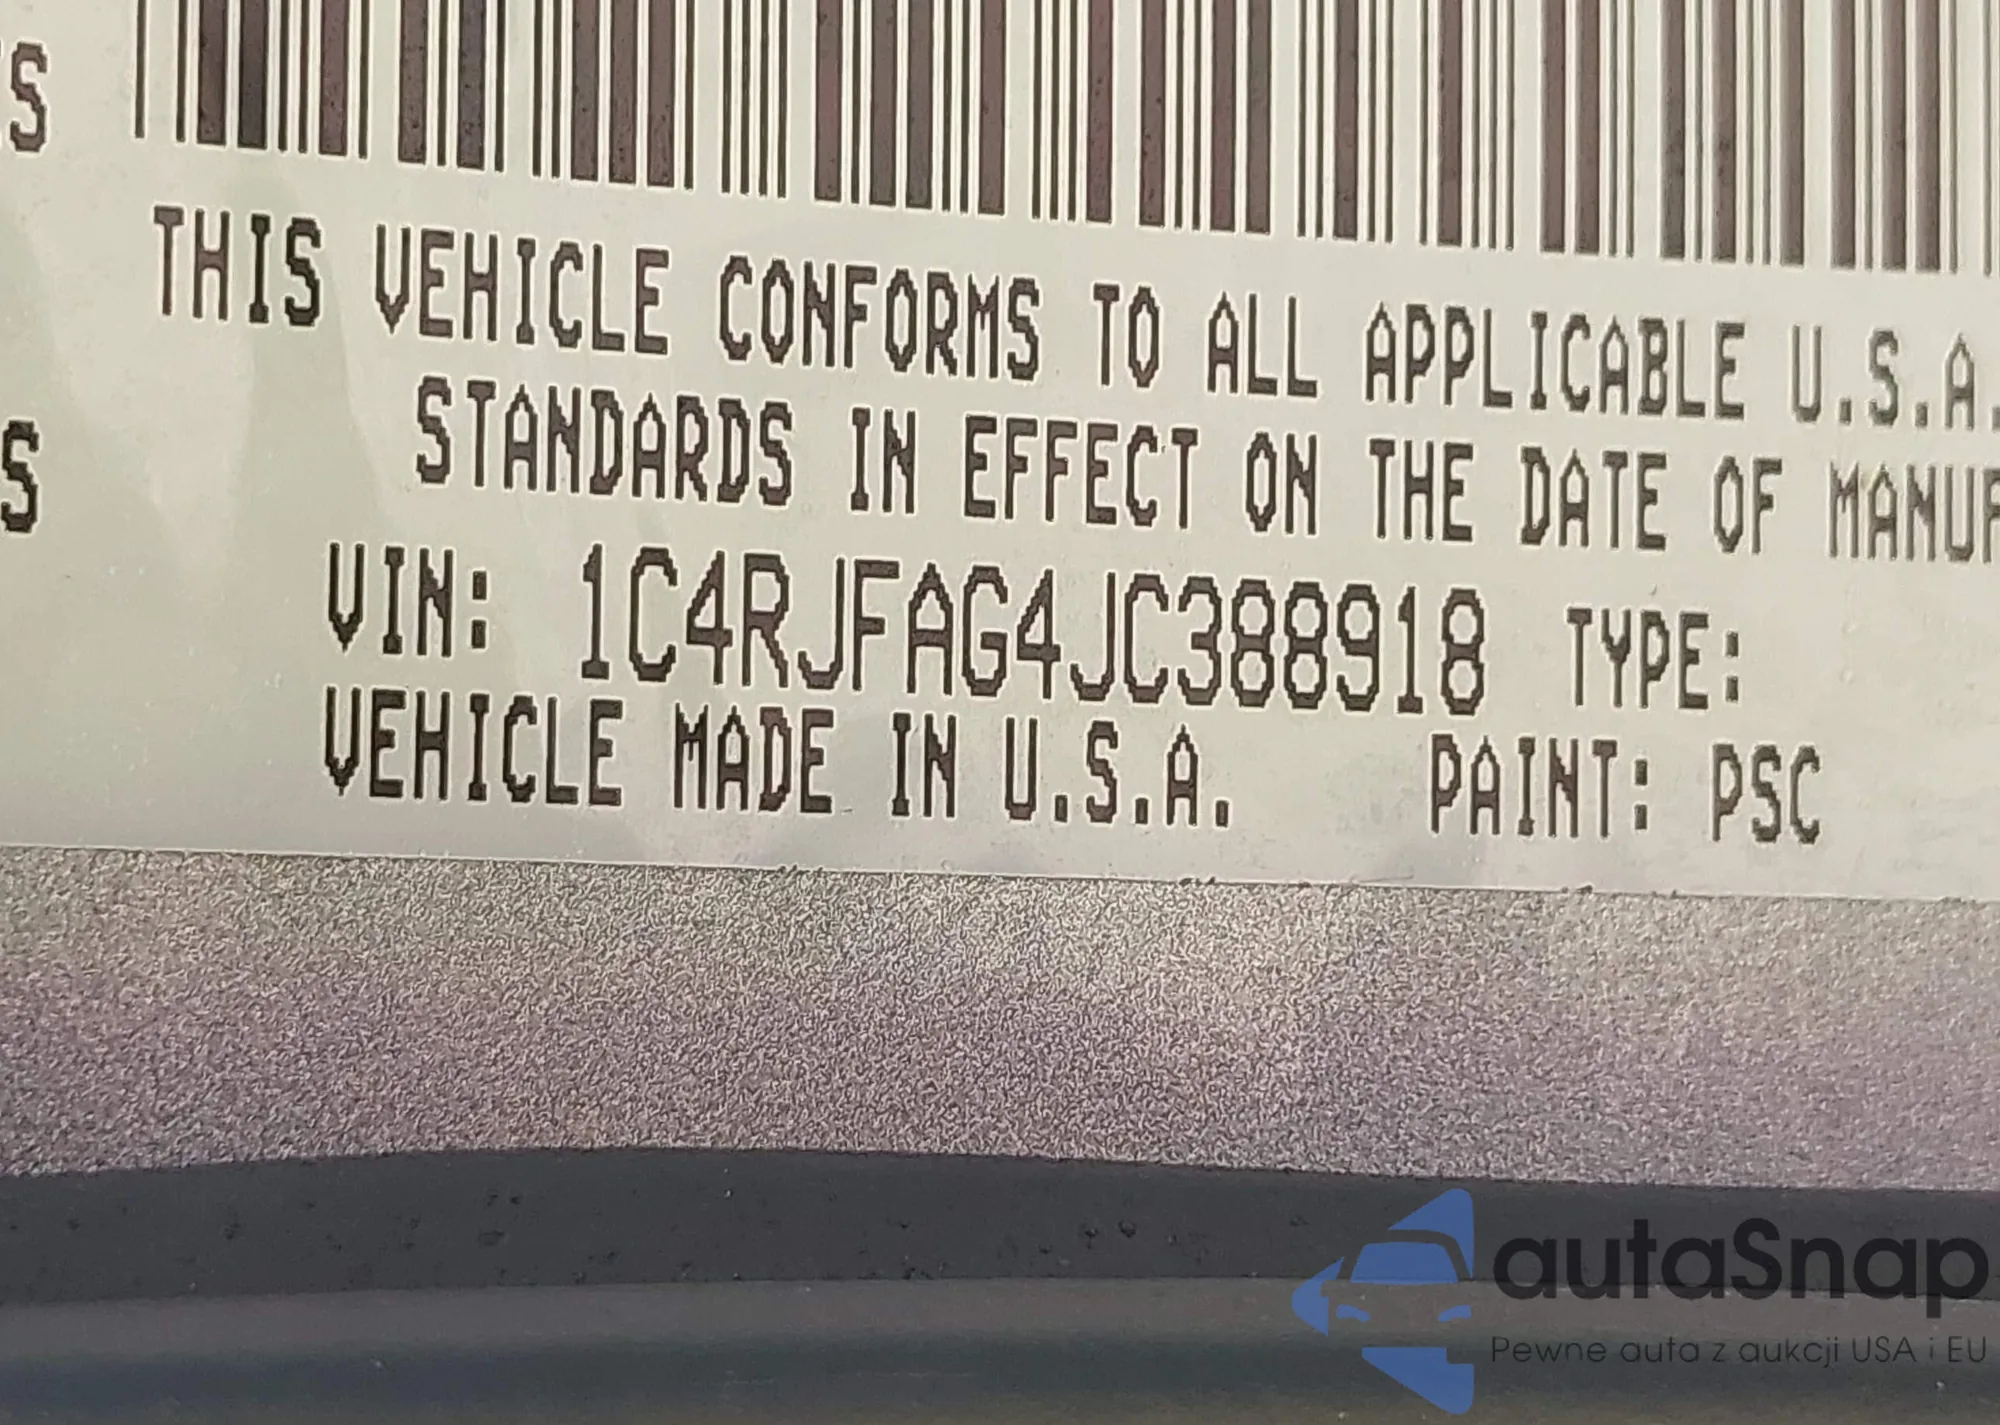 S
THIS VEHICLE CONFORMS TO ALL APPLICABLE U.S.A.
STANDARDS IN EFFECT ON THE DATE OF MANUF
S
VIN: 1C4RJFAG4JC388918 TYPE:
VEHICLE MADE IN U.S.A. PAINT: PSC
autaSnap
Pewne auta z aukcji USA i EU